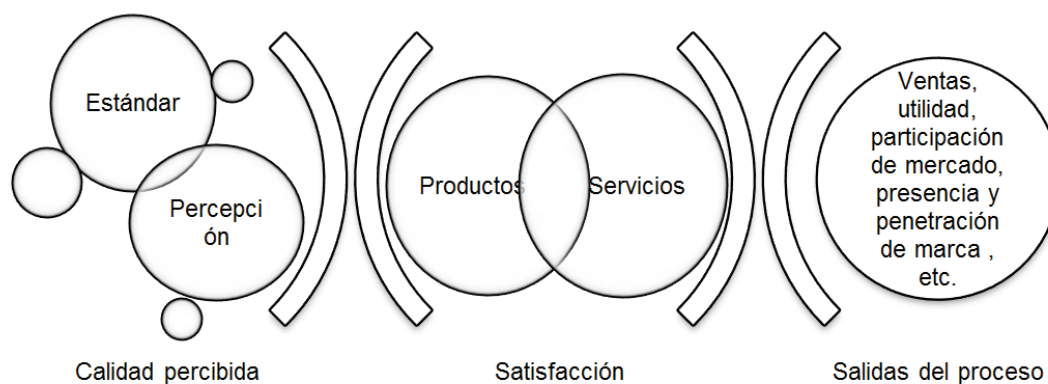 Estándar
Percepci
ón
Productos
Servicios
Ventas,
utilidad,
participación
de mercado,
presencia y
penetración
de marca ,
etc.
Calidad percibida
Satisfacción
Salidas del proceso